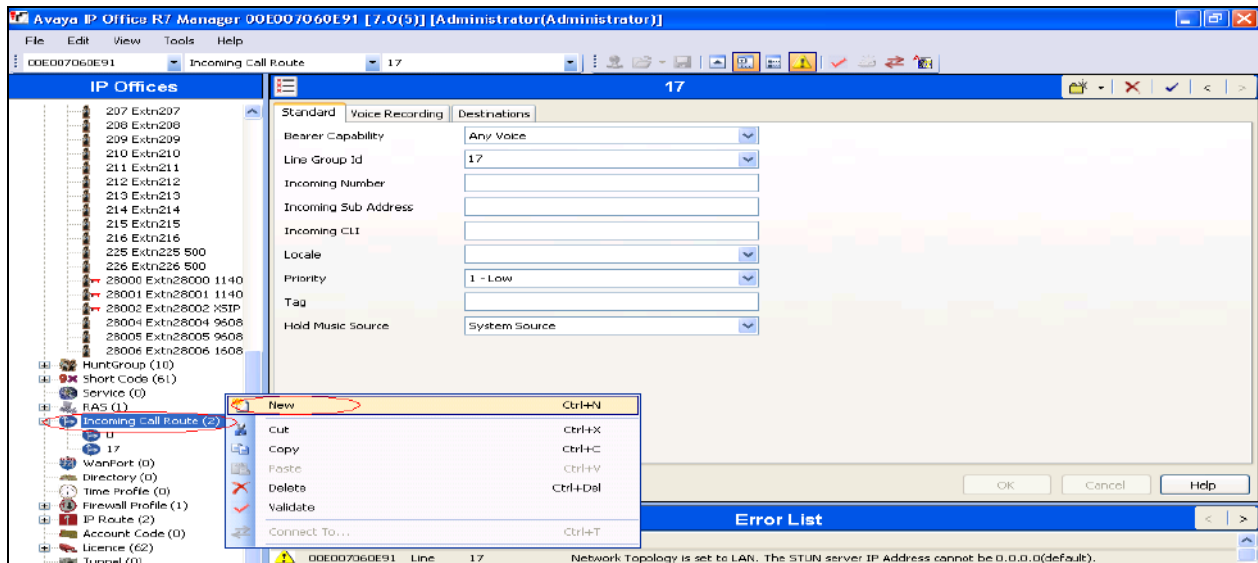 Avaya IP Office R7 Manager 00E007060E91 [7.0(5)] [Administrator(Administrator)]
File Edit View Tools Help
00E007060E91 Incoming Call Route 17
IP Offices
17
207 Extn207
208 Extn208
209 Extn209
210 Extn210
211 Extn211
212 Extn212
213 Extn213
214 Extn214
215 Extn215
216 Extn216
225 Extn225 500
226 Extn226 500
28000 Extn28000 1140
28001 Extn28001 1140
28002 Extn28002 XSIP
28004 Extn28004 9608
28005 Extn28005 9608
28006 Extn28006 1608
HuntGroup (10)
Short Code (61)
Service (0)
RAS (1)
Incoming Call Route (2)
0
17
WanPort (0)
Directory (0)
Time Profile (0)
Firewall Profile (1)
IP Route (2)
Account Code (0)
Licence (62)
Tunnel (0)
Standard Voice Recording Destinations
Bearer Capability Any Voice
Line Group Id 17
Incoming Number
Incoming Sub Address
Incoming CLI
Locale
Priority 1 - Low
Tag
Hold Music Source System Source
New Ctrl+N
Cut Ctrl+X
Copy Ctrl+C
Paste Ctrl+V
Delete Ctrl+Del
Validate
Connect To... Ctrl+T
OK Cancel Help
Error List
00E007060E91 Line 17 Network Topology is set to LAN. The STUN server IP Address cannot be 0.0.0.0(default).